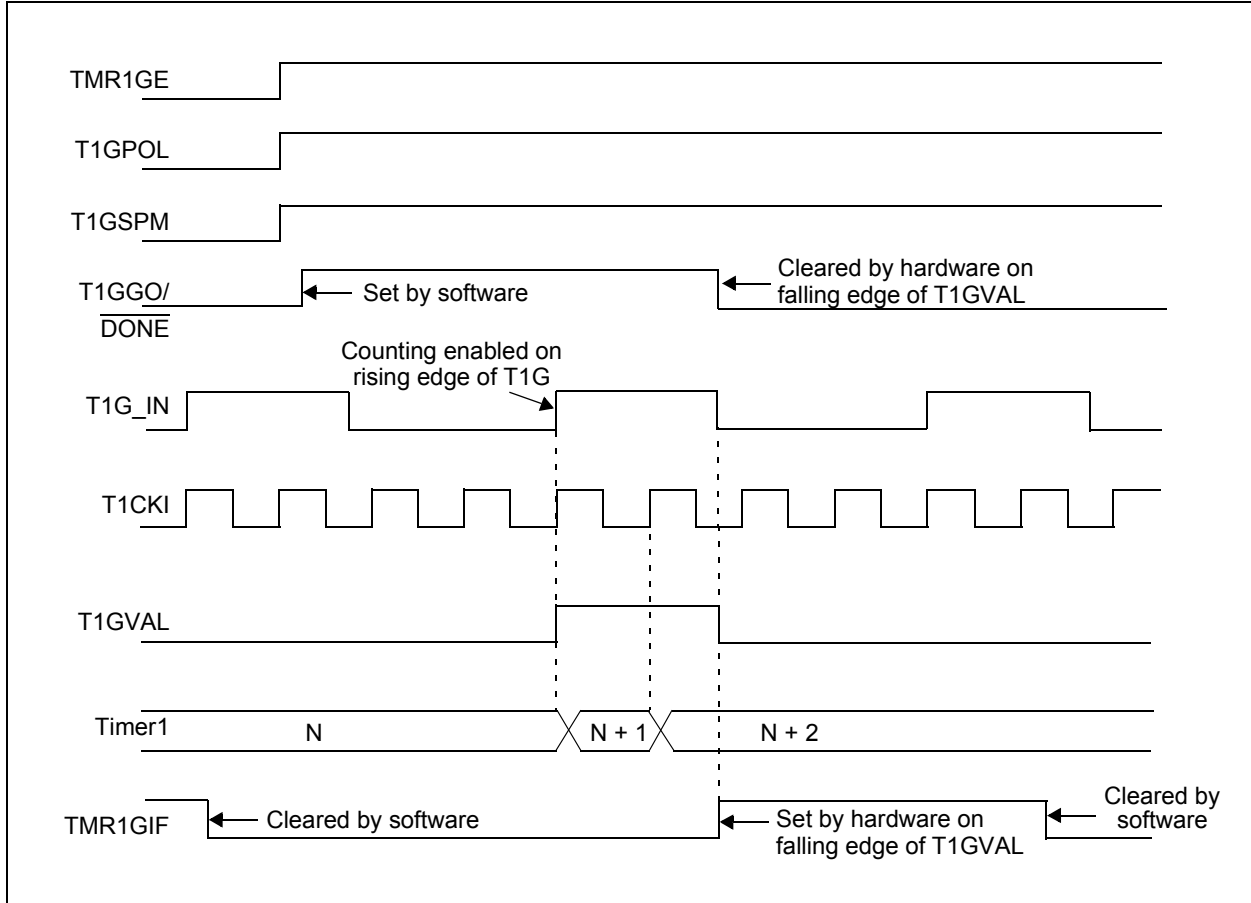 TMR1GE
T1GPOL
T1GSPM
T1GGO/
DONE
Set by software
Cleared by hardware on
falling edge of T1GVAL
Counting enabled on
rising edge of T1G
T1G_IN
T1CKI
T1GVAL
Timer1
N
N + 1
N + 2
TMR1GIF
Cleared by software
Set by hardware on
falling edge of T1GVAL
Cleared by
software